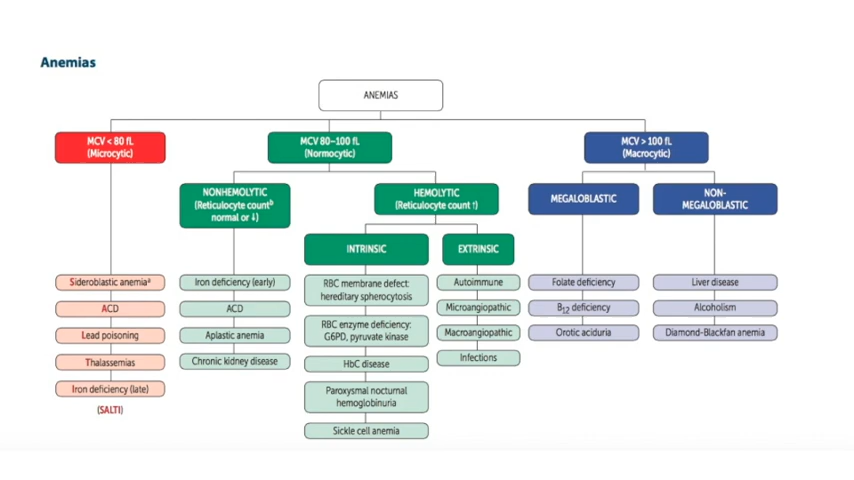 Anemias
ANEMIAS
MCV < 80 fL
(Microcytic)
MCV 80–100 fL
(Normocytic)
MCV > 100 fL
(Macrocytic)
NONHEMOLYTIC
(Reticulocyte countᵇ
normal or ↓)
HEMOLYTIC
(Reticulocyte count ↑)
MEGALOBLASTIC
NON-
MEGALOBLASTIC
INTRINSIC
EXTRINSIC
Sideroblastic anemiaᵃ
ACD
Lead poisoning
Thalassemias
Iron deficiency (late)
(SALTI)
Iron deficiency (early)
ACD
Aplastic anemia
Chronic kidney disease
RBC membrane defect:
hereditary spherocytosis
RBC enzyme deficiency:
G6PD, pyruvate kinase
HbC disease
Paroxysmal nocturnal
hemoglobinuria
Sickle cell anemia
Autoimmune
Microangiopathic
Macroangiopathic
Infections
Folate deficiency
B₁₂ deficiency
Orotic aciduria
Liver disease
Alcoholism
Diamond-Blackfan anemia